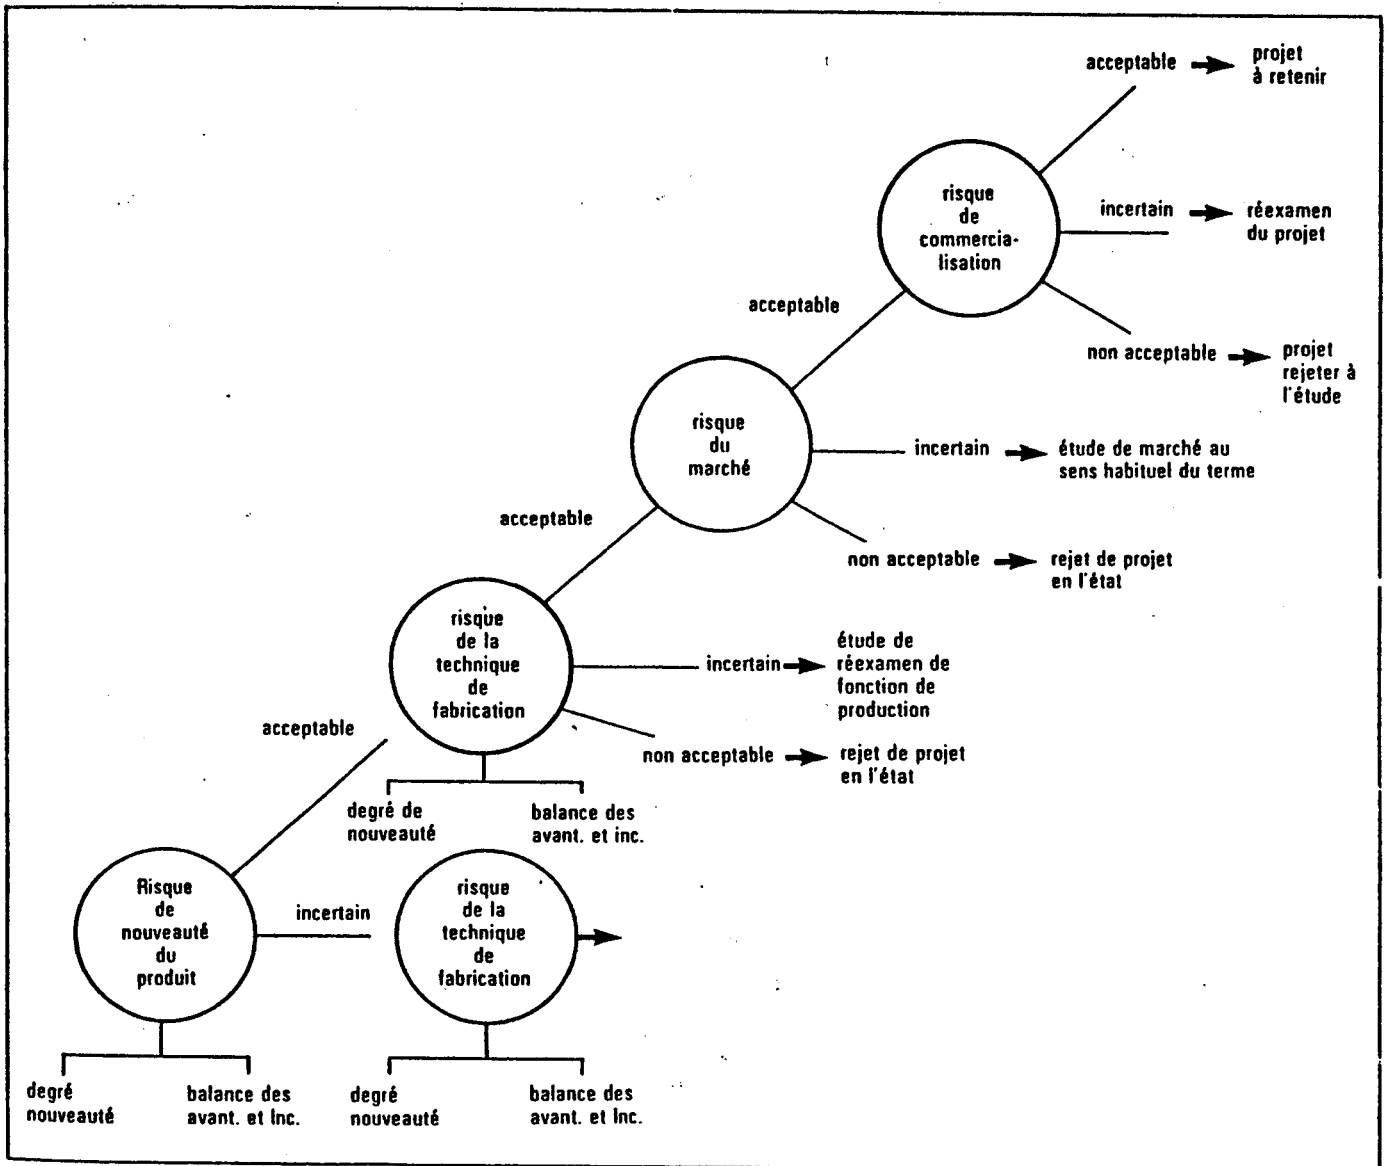 acceptable
projet
à retenir
risque
de
commercia-
lisation
incertain
réexamen
du projet
acceptable
non acceptable
projet
rejeter à
l'étude
risque
du
marché
incertain
étude de marché au
sens habituel du terme
acceptable
non acceptable
rejet de projet
en l'état
risque
de la
technique
de
fabrication
incertain
étude de
réexamen de
fonction de
production
acceptable
non acceptable
rejet de projet
en l'état
degré de
nouveauté
balance des
avant. et inc.
Risque
de
nouveauté
du
produit
incertain
risque
de la
technique
de
fabrication
degré
nouveauté
balance des
avant. et Inc.
degré
nouveauté
balance des
avant. et Inc.